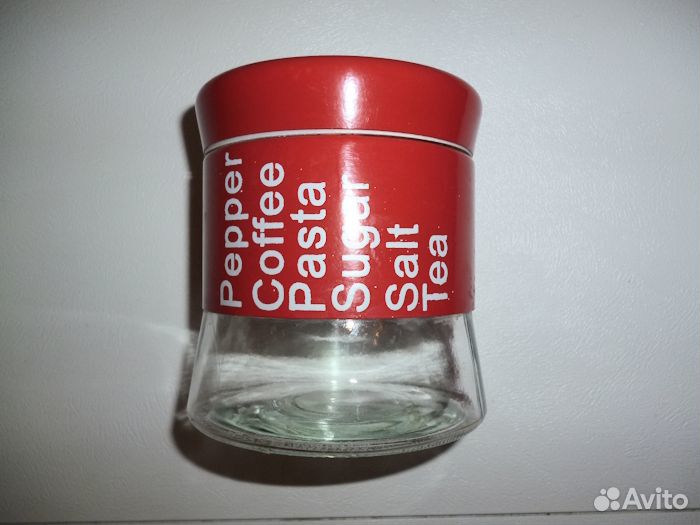 Pepper
Coffee
Pasta
Sugar
Salt
Tea
Avito